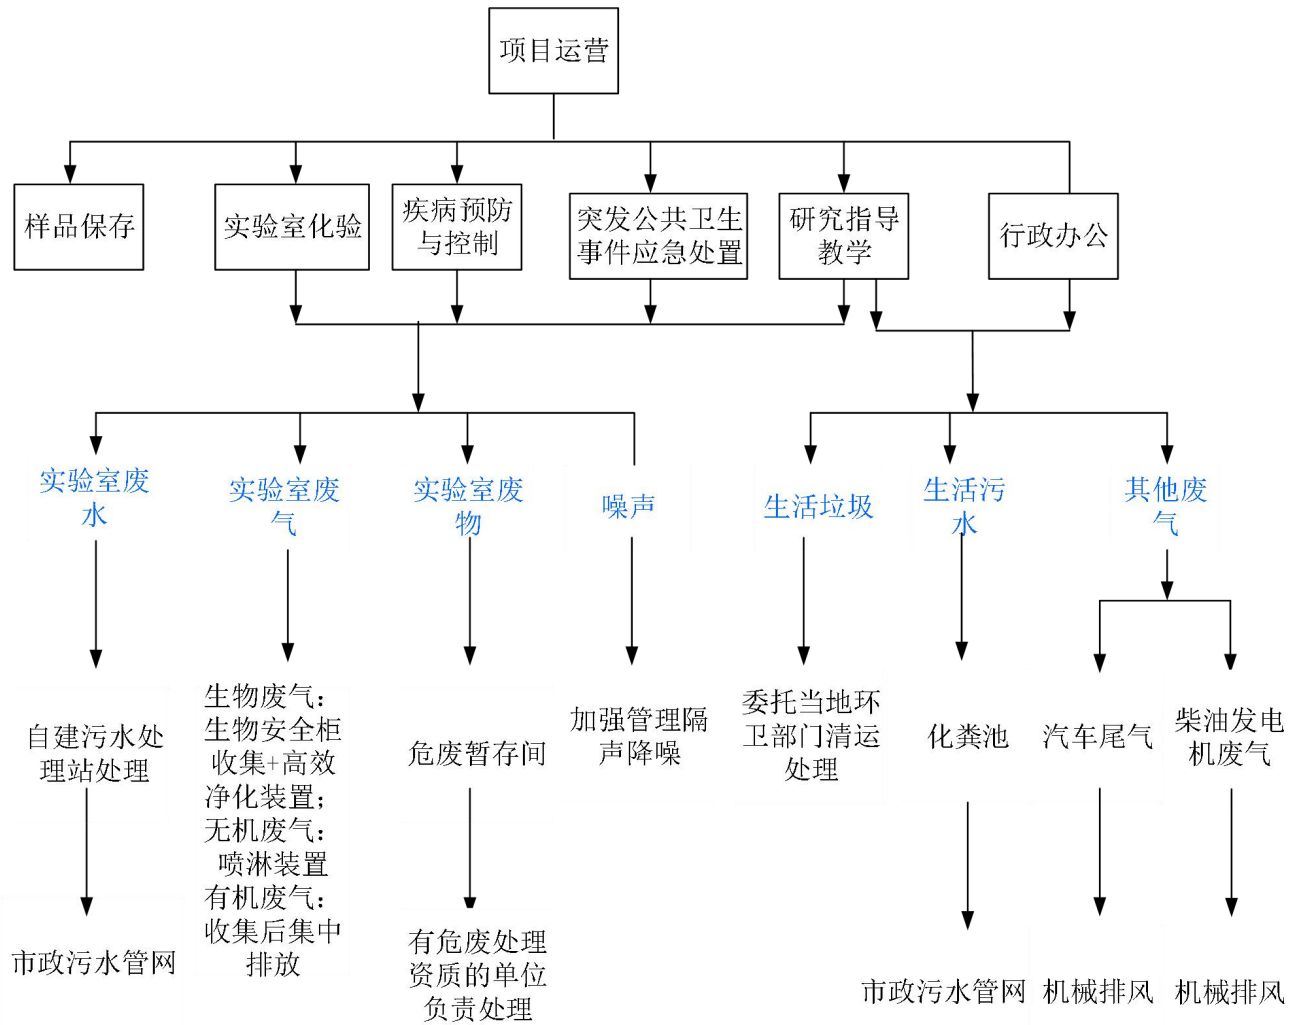 项目运营
样品保存
实验室化验
疾病预防
与控制
突发公共卫生
事件应急处置
研究指导
教学
行政办公
实验室废
水
实验室废
气
实验室废
物
噪声
生活垃圾
生活污
水
其他废
气
自建污水处
理站处理
生物废气：
生物安全柜
收集+高效
净化装置；
无机废气：
喷淋装置
有机废气：
收集后集中
排放
危废暂存间
加强管理隔
声降噪
委托当地环
卫部门清运
处理
化粪池
汽车尾气
柴油发电
机废气
市政污水管网
有危废处理
资质的单位
负责处理
市政污水管网
机械排风
机械排风